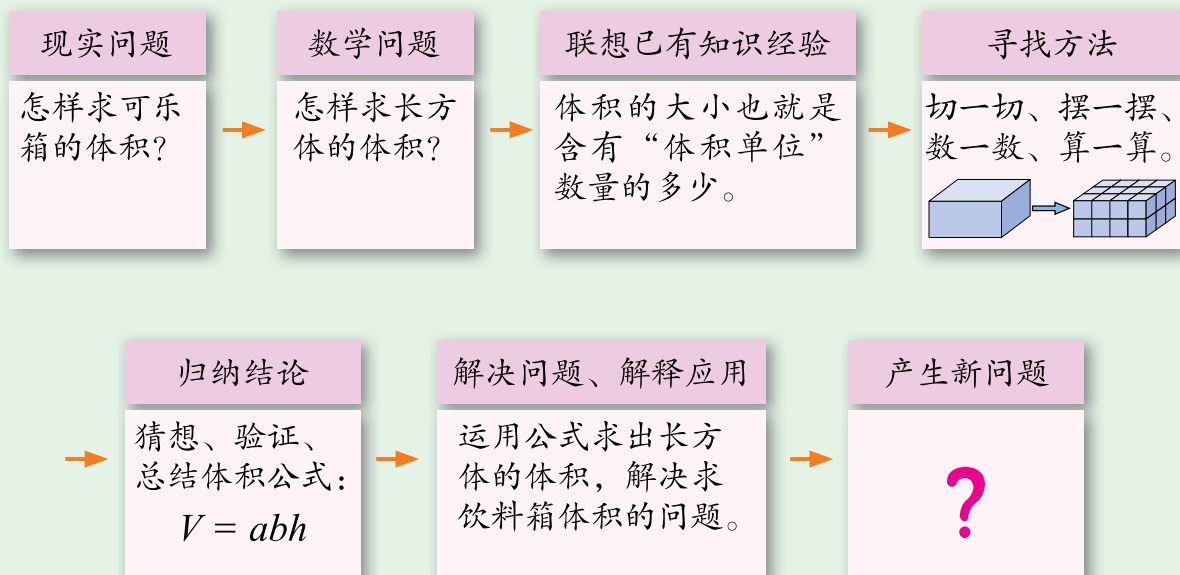 现实问题
怎样求可乐
箱的体积？
数学问题
怎样求长方
体的体积？
联想已有知识经验
体积的大小也就是
含有“体积单位”
数量的多少。
寻找方法
切一切、摆一摆、
数一数、算一算。
归纳结论
猜想、验证、
总结体积公式：
V = abh
解决问题、解释应用
运用公式求出长方
体的体积，解决求
饮料箱体积的问题。
产生新问题
？